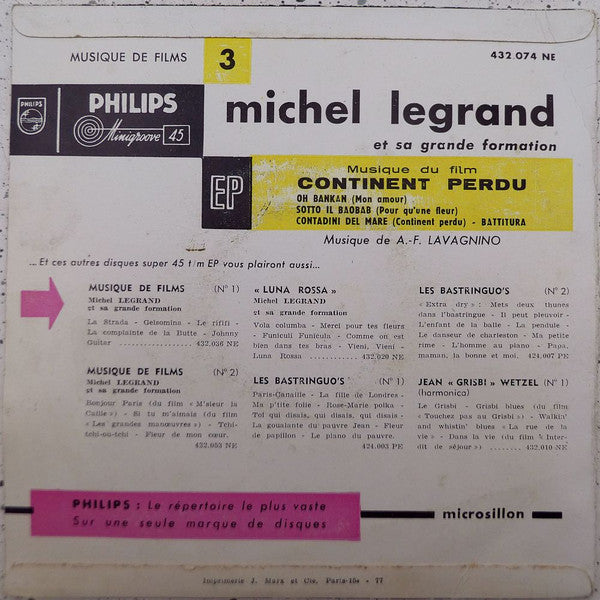 MUSIQUE DE FILMS 3 432 074 NE
PHILIPS
PHILIPS
Minigroove 45
michel legrand
et sa grande formation
EP
Musique du film
CONTINENT PERDU
OH BANKAN (Mon amour)
SOTTO IL BAOBAB (Pour qu'une fleur)
CONTADINI DEL MARE (Continent perdu) - BATTITURA
Musique de A.-F. LAVAGNINO
...Et ces autres disques super 45 t/m EP vous plairont aussi...
MUSIQUE DE FILMS (N° 1)
Michel LEGRAND
et sa grande formation
La Strada - Gelsomina - Le rififi -
La complainte de la Butte - Johnny
Guitar .................. 432.036 NE
MUSIQUE DE FILMS (N° 2)
Michel LEGRAND
et sa grande formation
Bonjour Paris (du film « M'sieur la
Caille ») - Si tu m'aimais (du film
« Les grandes manœuvres ») - Tchi-
tchi-ou-tchi - Fleur de mon cœur.
432.053 NE
« LUNA ROSSA »
Michel LEGRAND
et sa grande formation
Vola columba - Merci pour tes fleurs
- Funiculi Funicula - Comme on est
bien dans tes bras - Vieni, Vieni -
Luna Rossa ............ 432.020 NE
LES BASTRINGUO'S (N° 1)
Paris-Canaille - La fille de Londres -
Ma p'tite folie - Rose-Marie polka -
Toi qui disais, qui disais, qui disais -
La goualante du pauvre Jean - Fleur
de papillon - Le piano du pauvre.
424.003 PE
LES BASTRINGUO'S (N° 2)
« Extra dry » : Mets deux thunes
dans l'bastringue - Il peut pleuvoir -
L'enfant de la balle - La pendule -
Le danseur de charleston - Ma petite
rime - L'homme au piano - Papa,
maman, la bonne et moi. 424.007 PE
JEAN « GRISBI » WETZEL (N° 1)
(harmonica)
Le Grisbi - Grisbi blues (du film
« Touchez pas au Grisbi ») - Walkin'
and whistlin' blues « La rue de la
vie » - Dans la vie (du film « Inter-
dit de séjour ») ....... 432.010 NE
PHILIPS : Le répertoire le plus vaste
Sur une seule marque de disques
microsillon
Imprimerie J. Marx et Cie, Paris-15e - 77